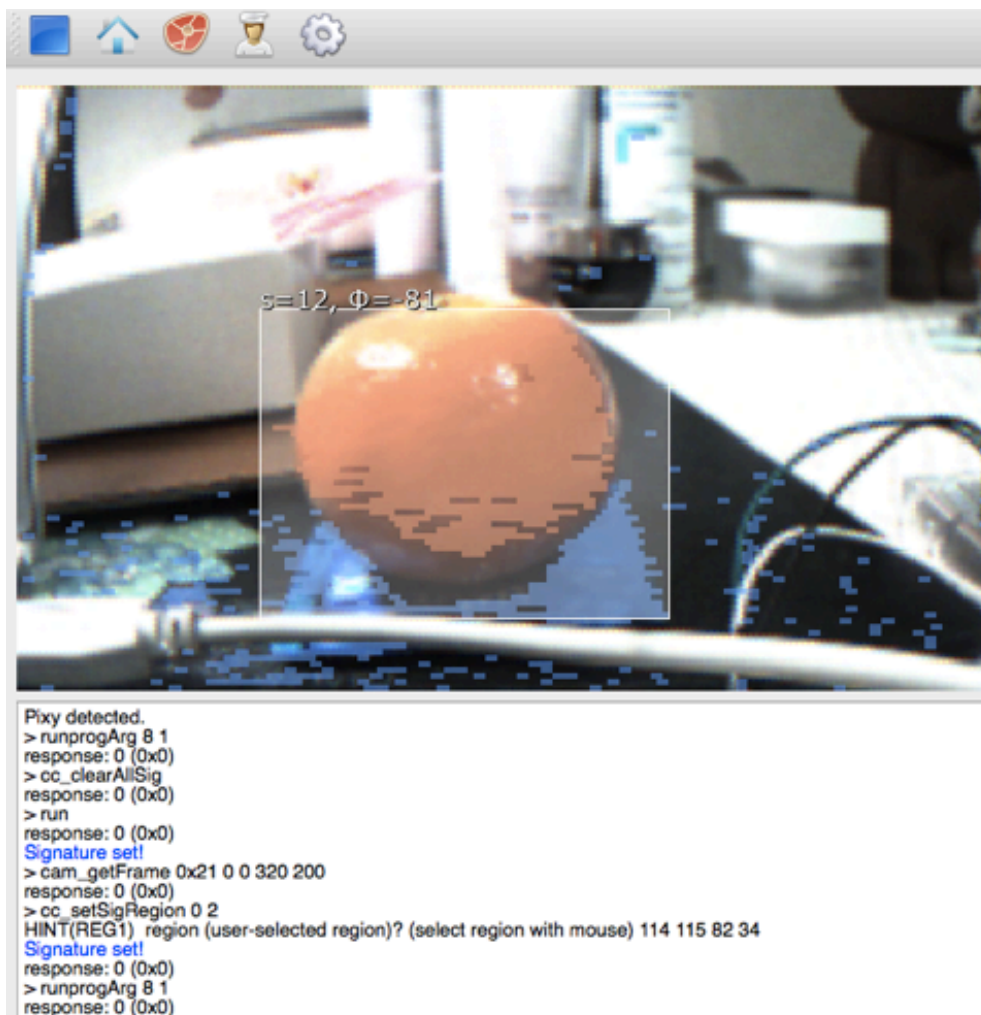 s=12, Φ=-81
Pixy detected.
> runprogArg 8 1
response: 0 (0x0)
> cc_clearAllSig
response: 0 (0x0)
> run
response: 0 (0x0)
Signature set!
> cam_getFrame 0x21 0 0 320 200
response: 0 (0x0)
> cc_setSigRegion 0 2
HINT(REG1) region (user-selected region)? (select region with mouse) 114 115 82 34
Signature set!
response: 0 (0x0)
> runprogArg 8 1
response: 0 (0x0)